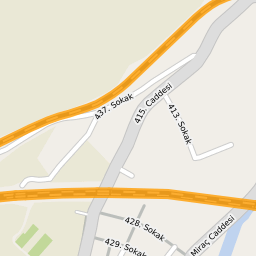 437. Sokak
415. Caddesi
413. Sokak
428. Sokak
429. Sokak
Miraç Caddesi